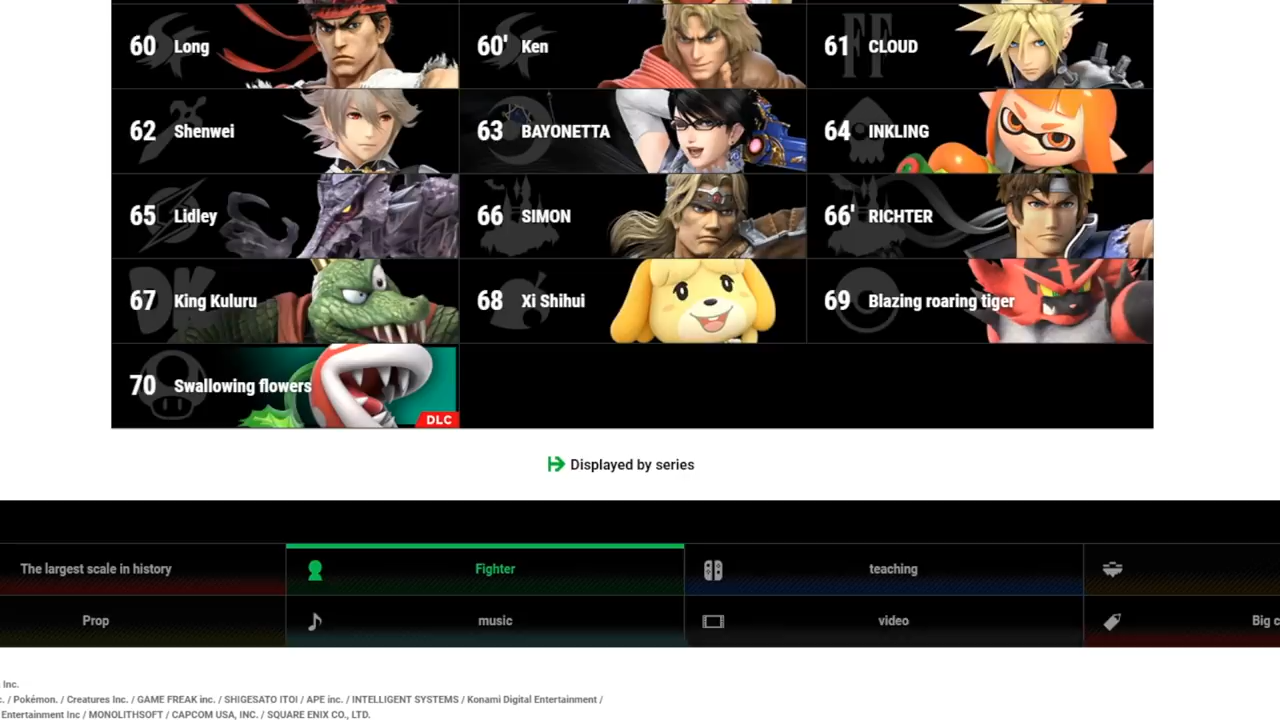 60 Long
60' Ken
61 CLOUD
62 Shenwei
63 BAYONETTA
64 INKLING
65 Lidley
66 SIMON
66' RICHTER
67 King Kuluru
68 Xi Shihui
69 Blazing roaring tiger
70 Swallowing flowers
DLC
Displayed by series
The largest scale in history
Fighter
teaching
Prop
music
video
Big c
Inc.
c. / Pokémon. / Creatures Inc. / GAME FREAK inc. / SHIGESATO ITOI / APE inc. / INTELLIGENT SYSTEMS / Konami Digital Entertainment /
Entertainment Inc / MONOLITHSOFT / CAPCOM USA, INC. / SQUARE ENIX CO., LTD.